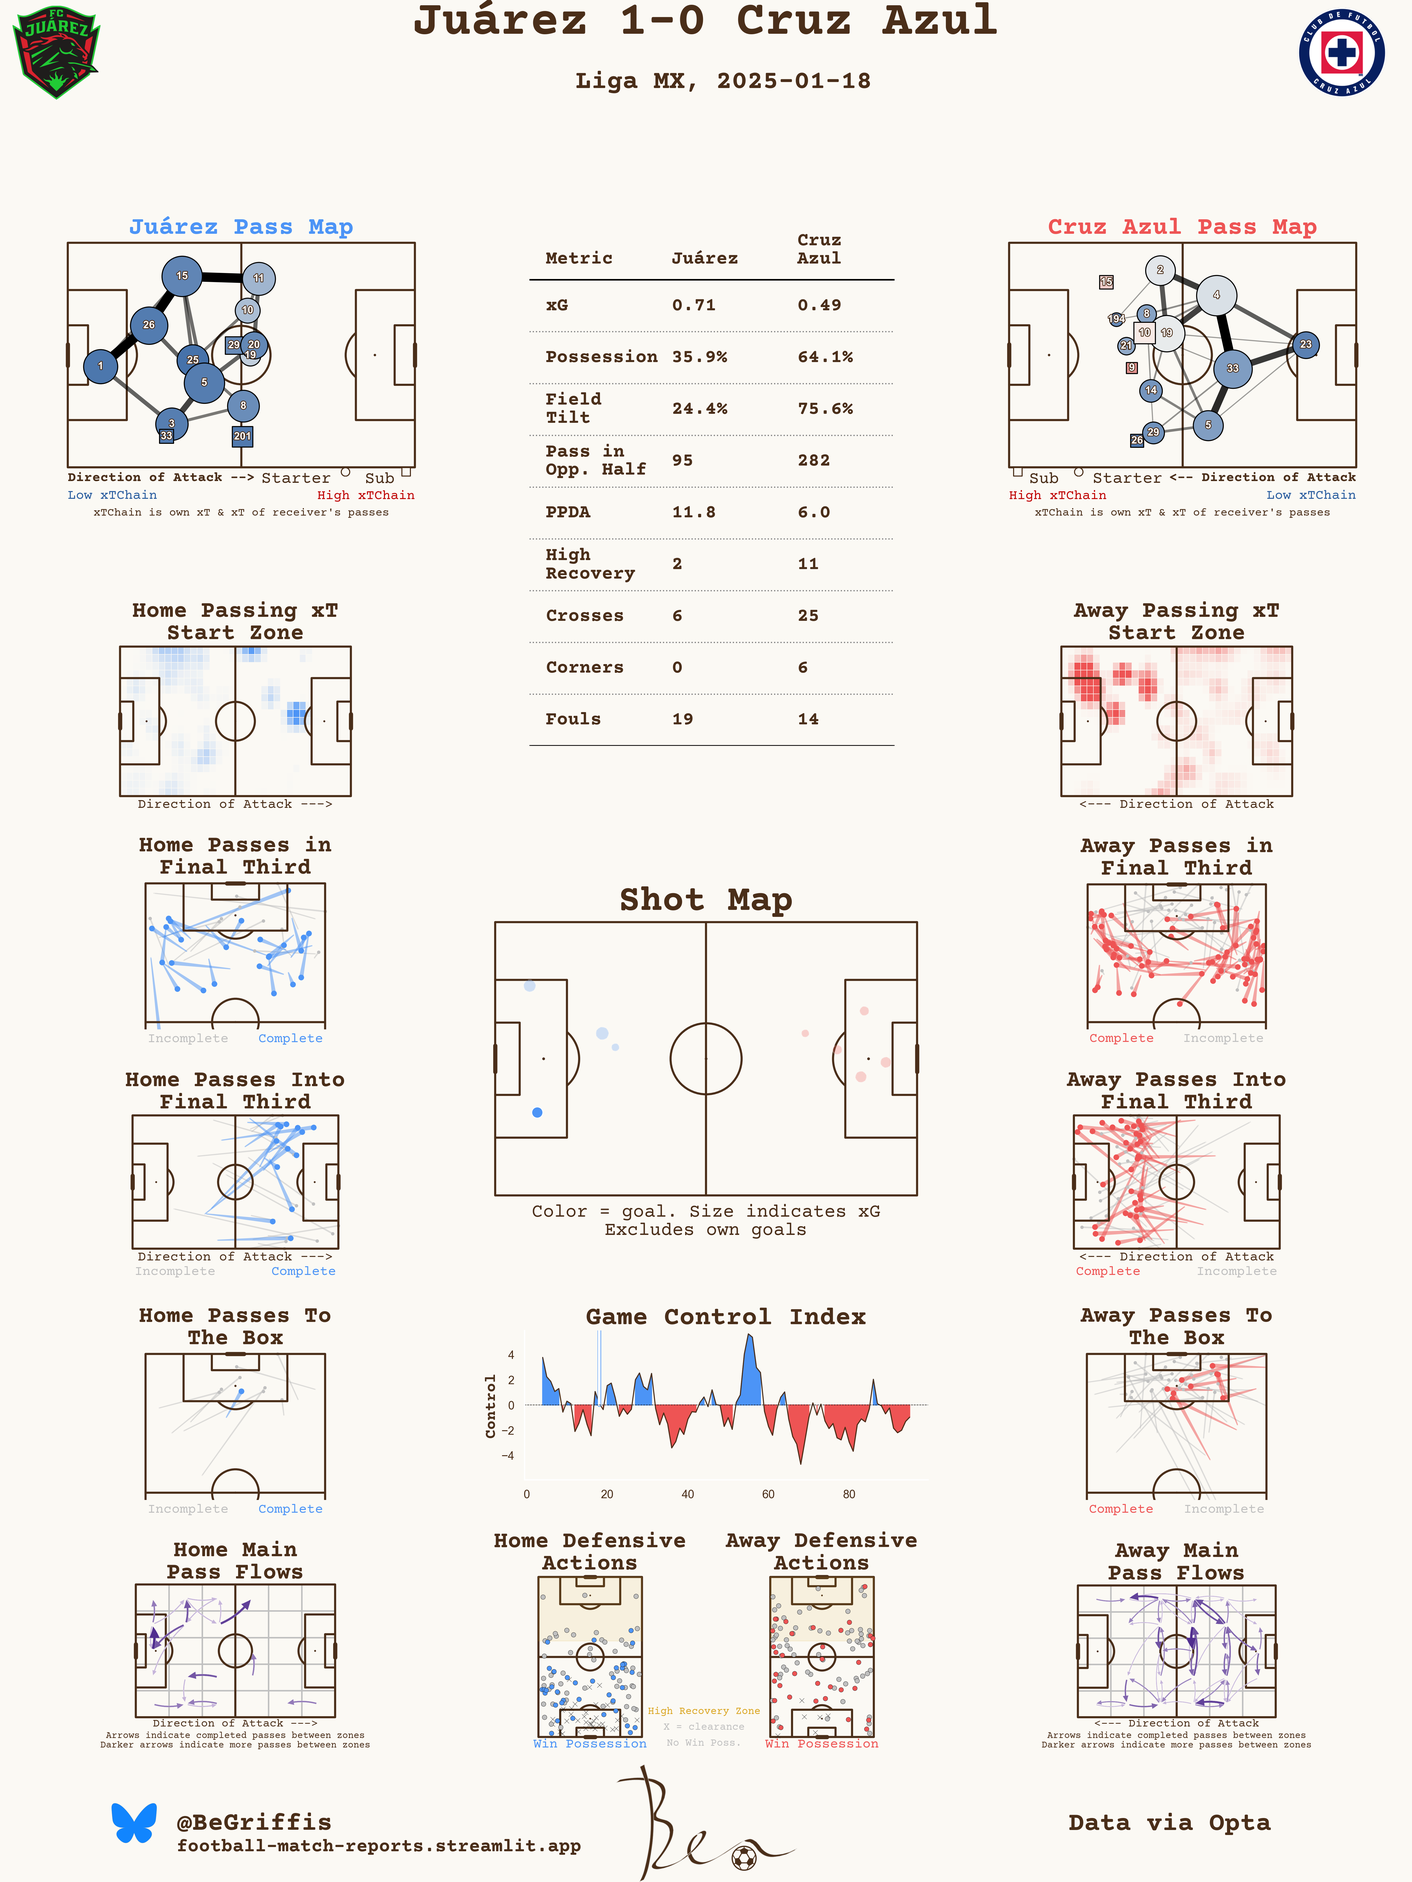 Juárez 1-0 Cruz Azul
Liga MX, 2025-01-18
FC
JUÁREZ
CLUB DE FUTBOL
CRUZ AZUL
Juárez Pass Map
15
11
10
26
29
20
19
25
1
5
8
3
33
201
Direction of Attack --> Starter Sub
Low xTChain High xTChain
xTChain is own xT & xT of receiver's passes
Metric Juárez Cruz Azul
xG 0.71 0.49
Possession 35.9% 64.1%
Field Tilt 24.4% 75.6%
Pass in Opp. Half 95 282
PPDA 11.8 6.0
High Recovery 2 11
Crosses 6 25
Corners 0 6
Fouls 19 14
Cruz Azul Pass Map
2
15
4
8
194
10
19
21
23
9
33
14
5
29
26
Sub Starter <-- Direction of Attack
High xTChain Low xTChain
xTChain is own xT & xT of receiver's passes
Home Passing xT
Start Zone
Direction of Attack --->
Away Passing xT
Start Zone
<--- Direction of Attack
Home Passes in
Final Third
Incomplete Complete
Away Passes in
Final Third
Complete Incomplete
Shot Map
Color = goal. Size indicates xG
Excludes own goals
Home Passes Into
Final Third
Direction of Attack --->
Incomplete Complete
Away Passes Into
Final Third
<--- Direction of Attack
Complete Incomplete
Home Passes To
The Box
Incomplete Complete
Game Control Index
Control
4
2
0
−2
−4
0 20 40 60 80
Away Passes To
The Box
Complete Incomplete
Home Main
Pass Flows
Direction of Attack --->
Arrows indicate completed passes between zones
Darker arrows indicate more passes between zones
Home Defensive
Actions
Win Possession
High Recovery Zone
X = clearance
No Win Poss.
Away Defensive
Actions
Win Possession
Away Main
Pass Flows
<--- Direction of Attack
Arrows indicate completed passes between zones
Darker arrows indicate more passes between zones
@BeGriffis
football-match-reports.streamlit.app
Ben
Data via Opta